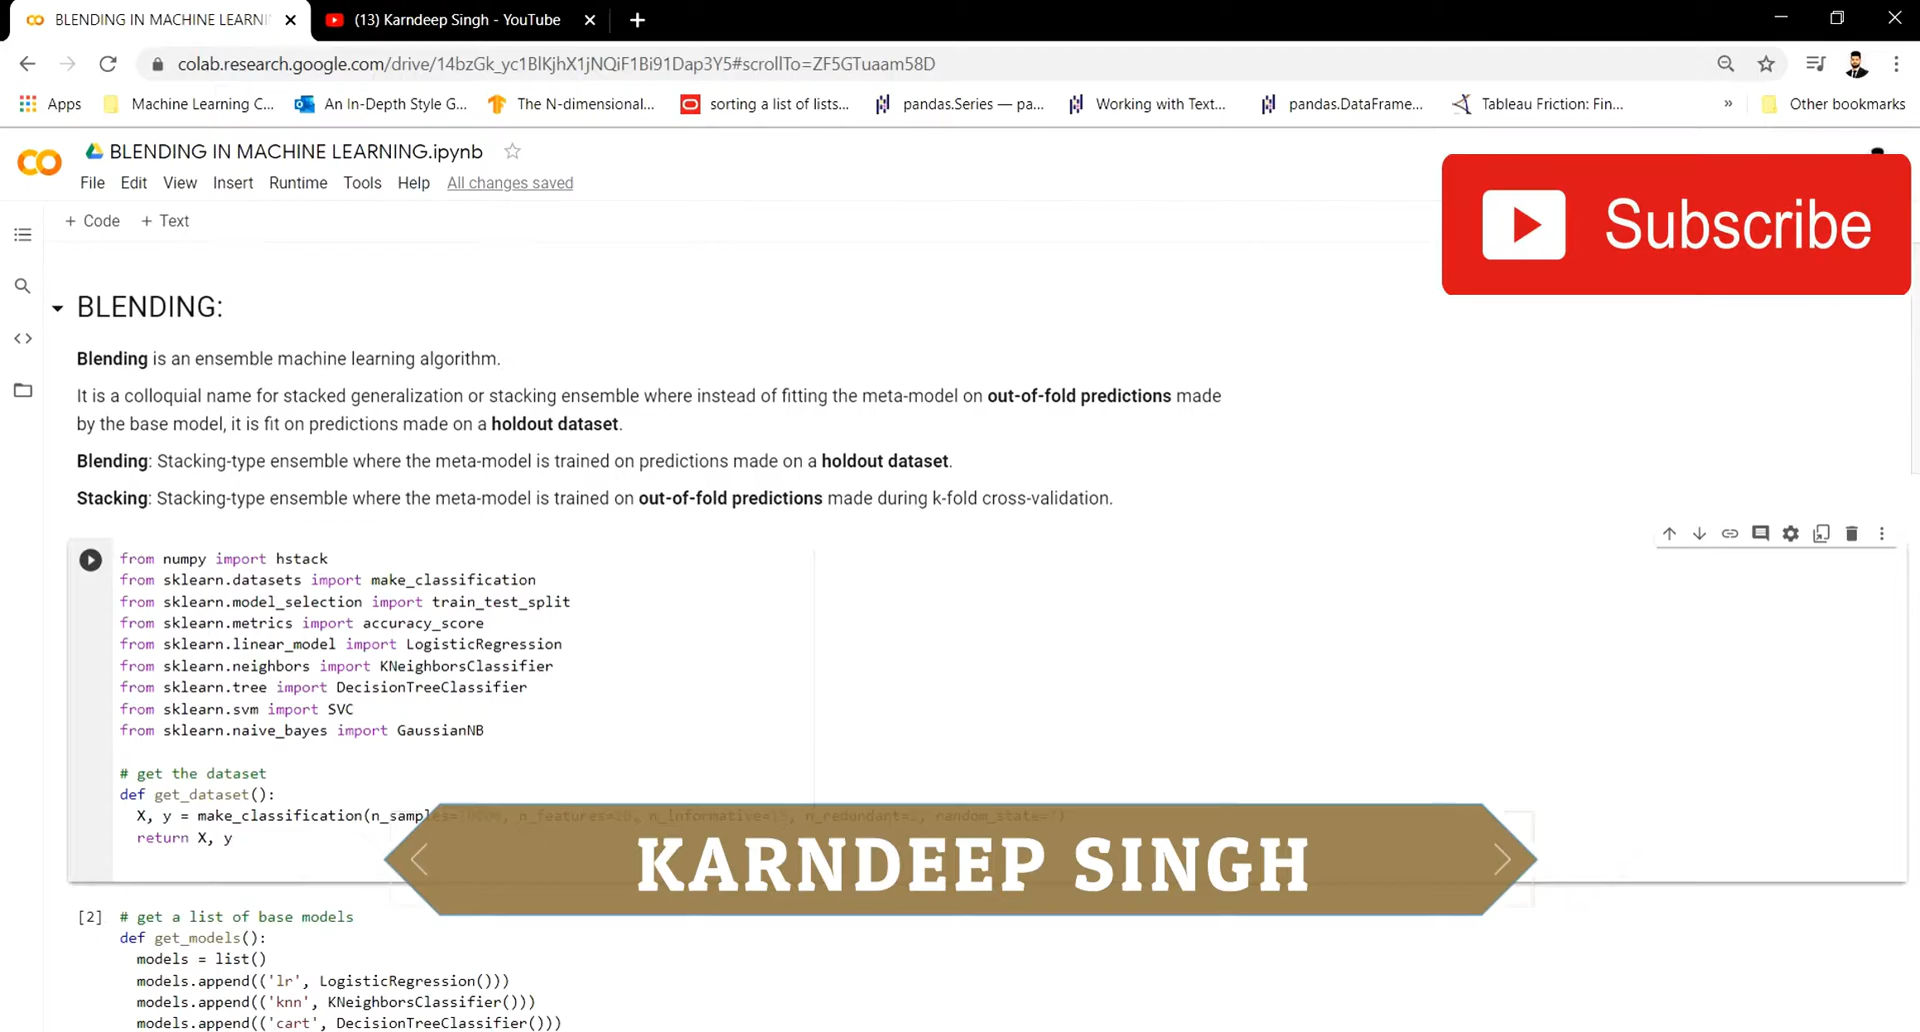 BLENDING IN MACHINE LEARNI
(13) Karndeep Singh - YouTube
colab.research.google.com/drive/14bzGk_yc1BlKjhX1jNQiF1Bi91Dap3Y5#scrollTo=ZF5GTuaam58D
Apps Machine Learning C... An In-Depth Style G... The N-dimensional... sorting a list of lists... pandas.Series — pa... Working with Text... pandas.DataFrame... Tableau Friction: Fin... » Other bookmarks
BLENDING IN MACHINE LEARNING.ipynb
File Edit View Insert Runtime Tools Help All changes saved
Subscribe
+ Code + Text
BLENDING:
Blending is an ensemble machine learning algorithm.
It is a colloquial name for stacked generalization or stacking ensemble where instead of fitting the meta-model on out-of-fold predictions made
by the base model, it is fit on predictions made on a holdout dataset.
Blending: Stacking-type ensemble where the meta-model is trained on predictions made on a holdout dataset.
Stacking: Stacking-type ensemble where the meta-model is trained on out-of-fold predictions made during k-fold cross-validation.
from numpy import hstack
from sklearn.datasets import make_classification
from sklearn.model_selection import train_test_split
from sklearn.metrics import accuracy_score
from sklearn.linear_model import LogisticRegression
from sklearn.neighbors import KNeighborsClassifier
from sklearn.tree import DecisionTreeClassifier
from sklearn.svm import SVC
from sklearn.naive_bayes import GaussianNB
# get the dataset
def get_dataset():
X, y = make_classification(n_samples=
return X, y
KARNDEEP SINGH
[2] # get a list of base models
def get_models():
models = list()
models.append(('lr', LogisticRegression()))
models.append(('knn', KNeighborsClassifier()))
models.append(('cart', DecisionTreeClassifier()))